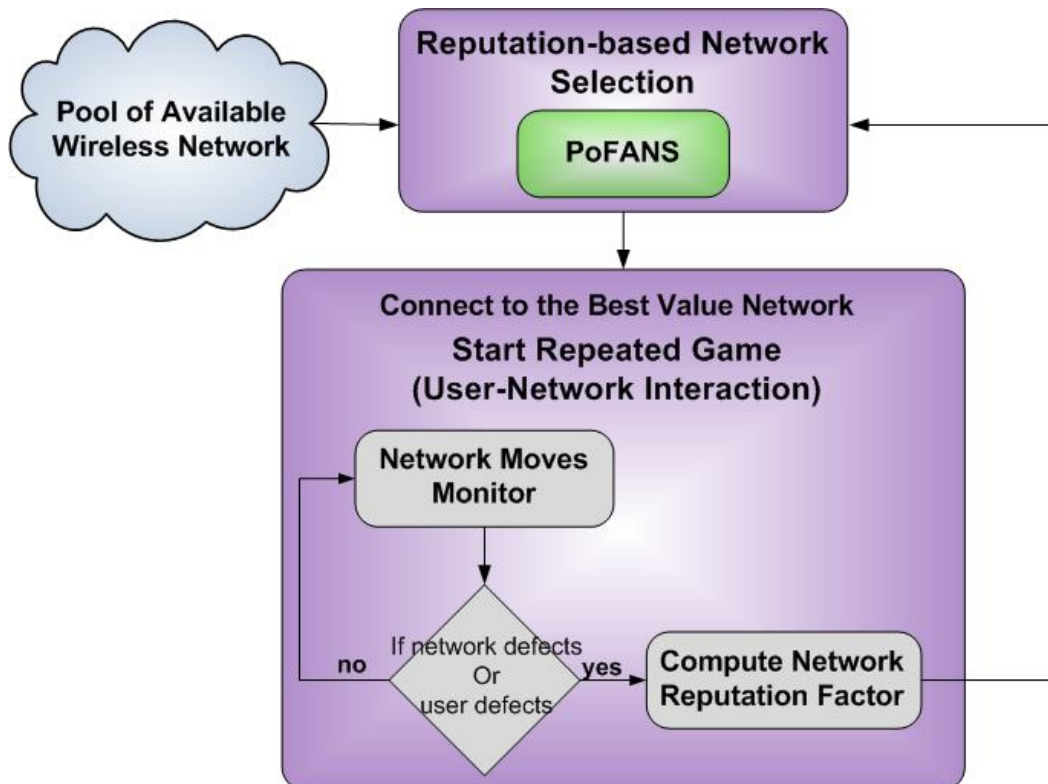 Reputation-based Network
Selection
Pool of Available
Wireless Network
PoFANS
Connect to the Best Value Network
Start Repeated Game
(User-Network Interaction)
Network Moves
Monitor
If network defects
Or
user defects
no
yes
Compute Network
Reputation Factor